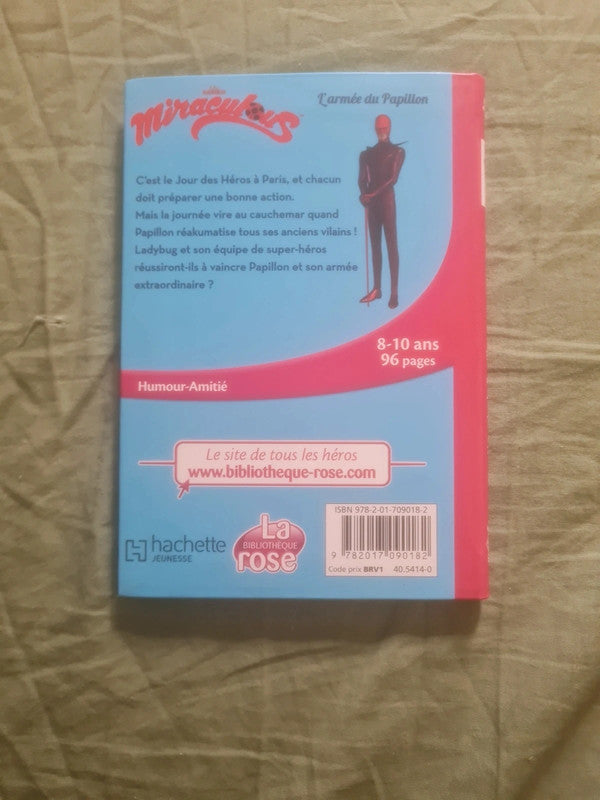 Miraculous
L'armée du Papillon
C'est le Jour des Héros à Paris, et chacun
doit préparer une bonne action.
Mais la journée vire au cauchemar quand
Papillon réakumatise tous ses anciens vilains !
Ladybug et son équipe de super-héros
réussiront-ils à vaincre Papillon et son armée
extraordinaire ?
8-10 ans
96 pages
Humour-Amitié
Le site de tous les héros
www.bibliotheque-rose.com
hachette
JEUNESSE
La
BIBLIOTHÈQUE
rose
ISBN 978-2-01-709018-2
9 782017 090182
Code prix BRV1 40.5414-0